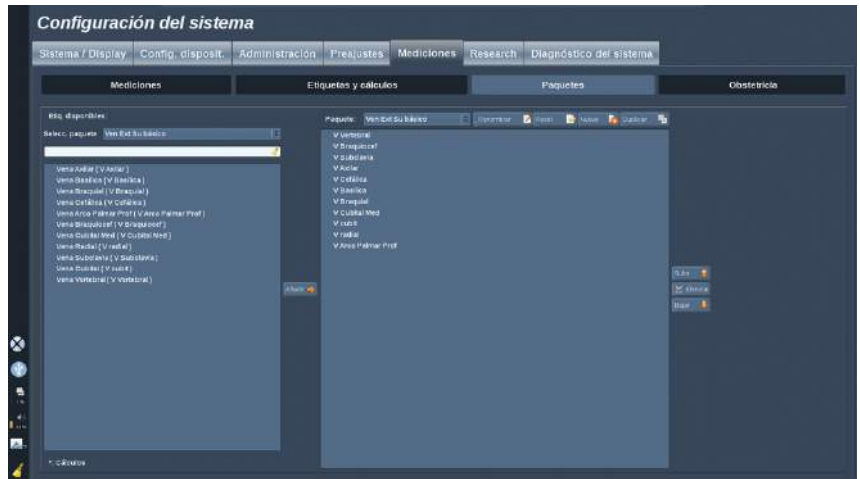 Configuración del sistema
Sistema / Display Config. disposit. Administración Preajustes Mediciones Research Diagnóstico del sistema
Mediciones Etiquetas y cálculos Paquetes Obstetricia
Etiq. disponibles
Selecc. paquete Ven Ext Su básico
Paquete: Ven Ext Su básico Renombrar Nuevo Duplicar
Vena Axilar ( V Axilar )
Vena Basílica ( V Basílica )
Vena Braquial ( V Braquial )
Vena Cefálica ( V Cefálica )
Vena Arco Palmar Prof ( V Arco Palmar Prof )
Vena Braquiocef ( V Braquiocef )
Vena Cubital Med ( V Cubital Med )
Vena Radial ( V radial )
Vena Subclavia ( V Subclavia )
Vena Cubital ( V cubit )
Vena Vertebral ( V Vertebral )
Añadir
V Vertebral
V Braquiocef
V Subclavia
V Axilar
V Cefálica
V Basílica
V Braquial
V Cubital Med
V cubit
V radial
V Arco Palmar Prof
Subir
Eliminar
Bajar
*: Cálculos